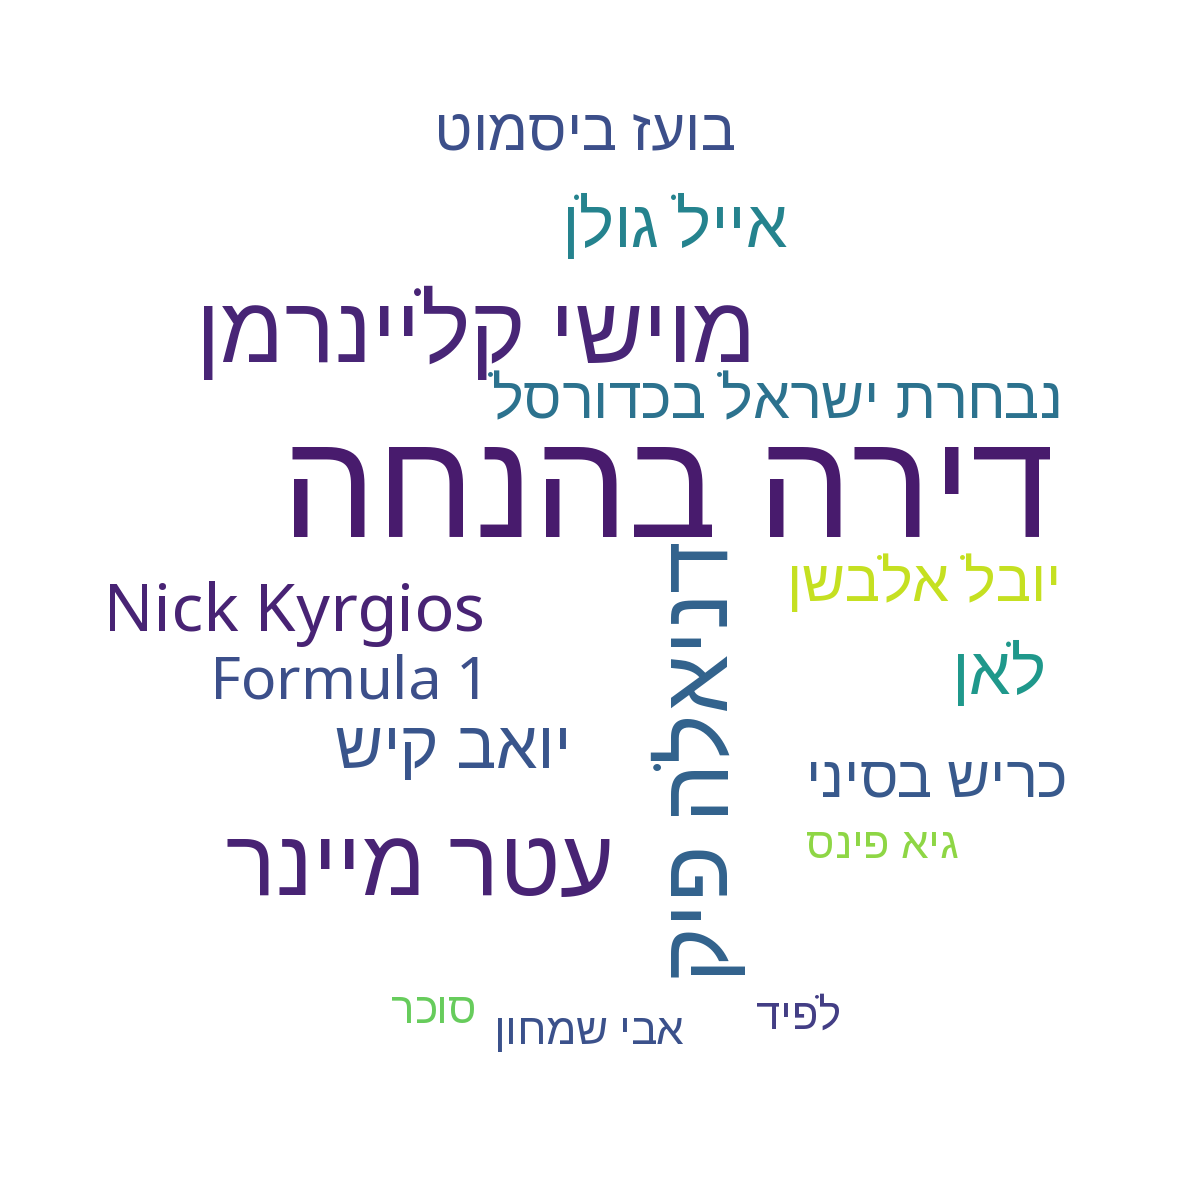 בועז ביסמוט
אייל גולן
מוישי קליינרמן
נבחרת ישראל בכדורסל
דירה בהנחה
דניאלה פיק
יובל אלבשן
Nick Kyrgios
Formula 1
לאן
יואב קיש
כריש בסיני
גיא פינס
עטר מיינר
סוכר
אבי שמחון
לפיד